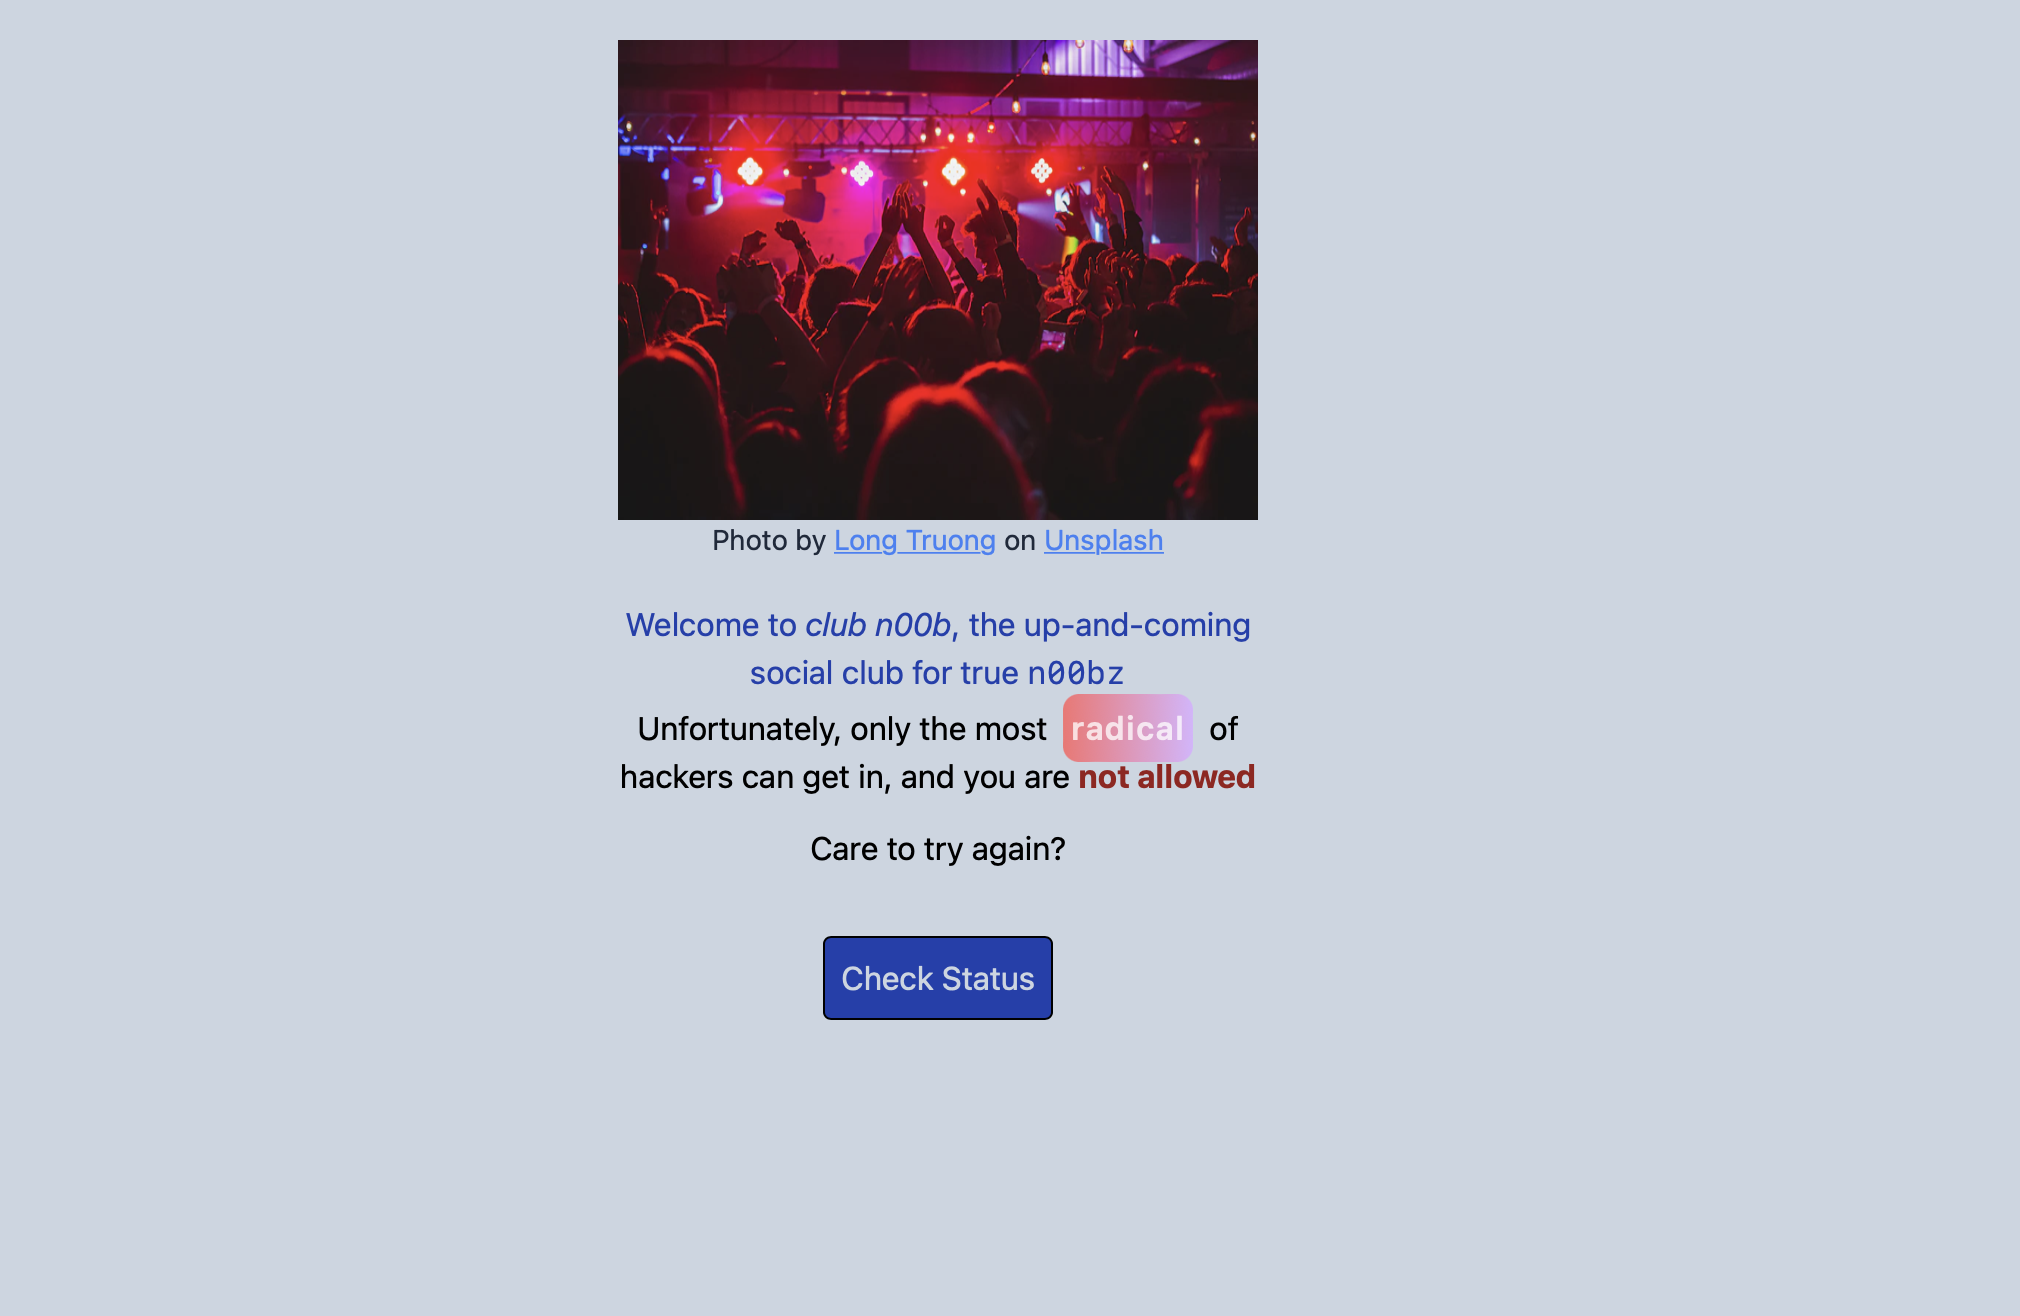 Photo by Long Truong on Unsplash
Welcome to club n00b, the up-and-coming
social club for true n00bz
Unfortunately, only the most radical of
hackers can get in, and you are not allowed
Care to try again?
Check Status